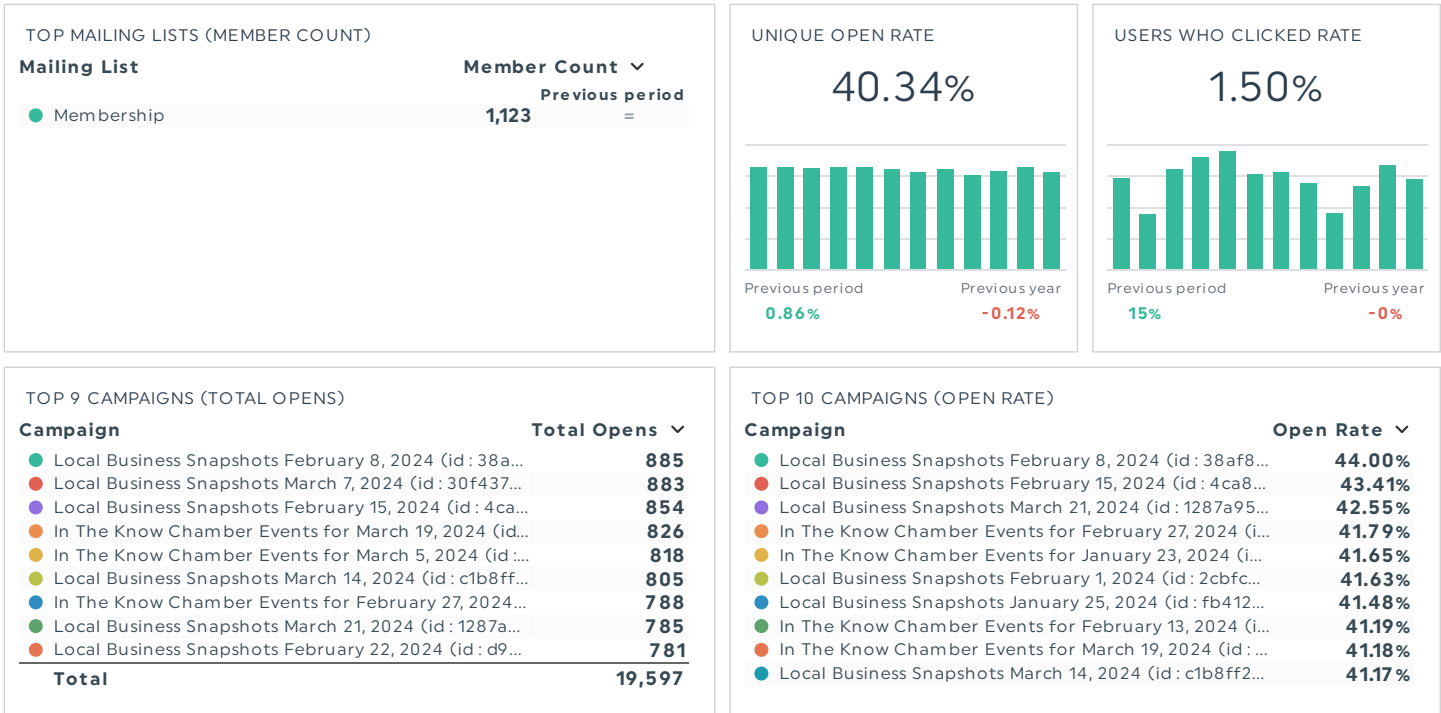 TOP MAILING LISTS (MEMBER COUNT)
Mailing List Member Count
Previous period
Membership 1,123 =
UNIQUE OPEN RATE
40.34%
Previous period Previous year
0.86% -0.12%
USERS WHO CLICKED RATE
1.50%
Previous period Previous year
15% -0%
TOP 9 CAMPAIGNS (TOTAL OPENS)
Campaign Total Opens
Local Business Snapshots February 8, 2024 (id : 38a... 885
Local Business Snapshots March 7, 2024 (id : 30f437... 883
Local Business Snapshots February 15, 2024 (id : 4ca... 854
In The Know Chamber Events for March 19, 2024 (id... 826
In The Know Chamber Events for March 5, 2024 (id :... 818
Local Business Snapshots March 14, 2024 (id : c1b8ff... 805
In The Know Chamber Events for February 27, 2024... 788
Local Business Snapshots March 21, 2024 (id : 1287a... 785
Local Business Snapshots February 22, 2024 (id : d9... 781
Total 19,597
TOP 10 CAMPAIGNS (OPEN RATE)
Campaign Open Rate
Local Business Snapshots February 8, 2024 (id : 38af8... 44.00%
Local Business Snapshots February 15, 2024 (id : 4ca8... 43.41%
Local Business Snapshots March 21, 2024 (id : 1287a95... 42.55%
In The Know Chamber Events for February 27, 2024 (i... 41.79%
In The Know Chamber Events for January 23, 2024 (i... 41.65%
Local Business Snapshots February 1, 2024 (id : 2cbfc... 41.63%
Local Business Snapshots January 25, 2024 (id : fb412... 41.48%
In The Know Chamber Events for February 13, 2024 (i... 41.19%
In The Know Chamber Events for March 19, 2024 (id : ... 41.18%
Local Business Snapshots March 14, 2024 (id : c1b8ff2... 41.17%